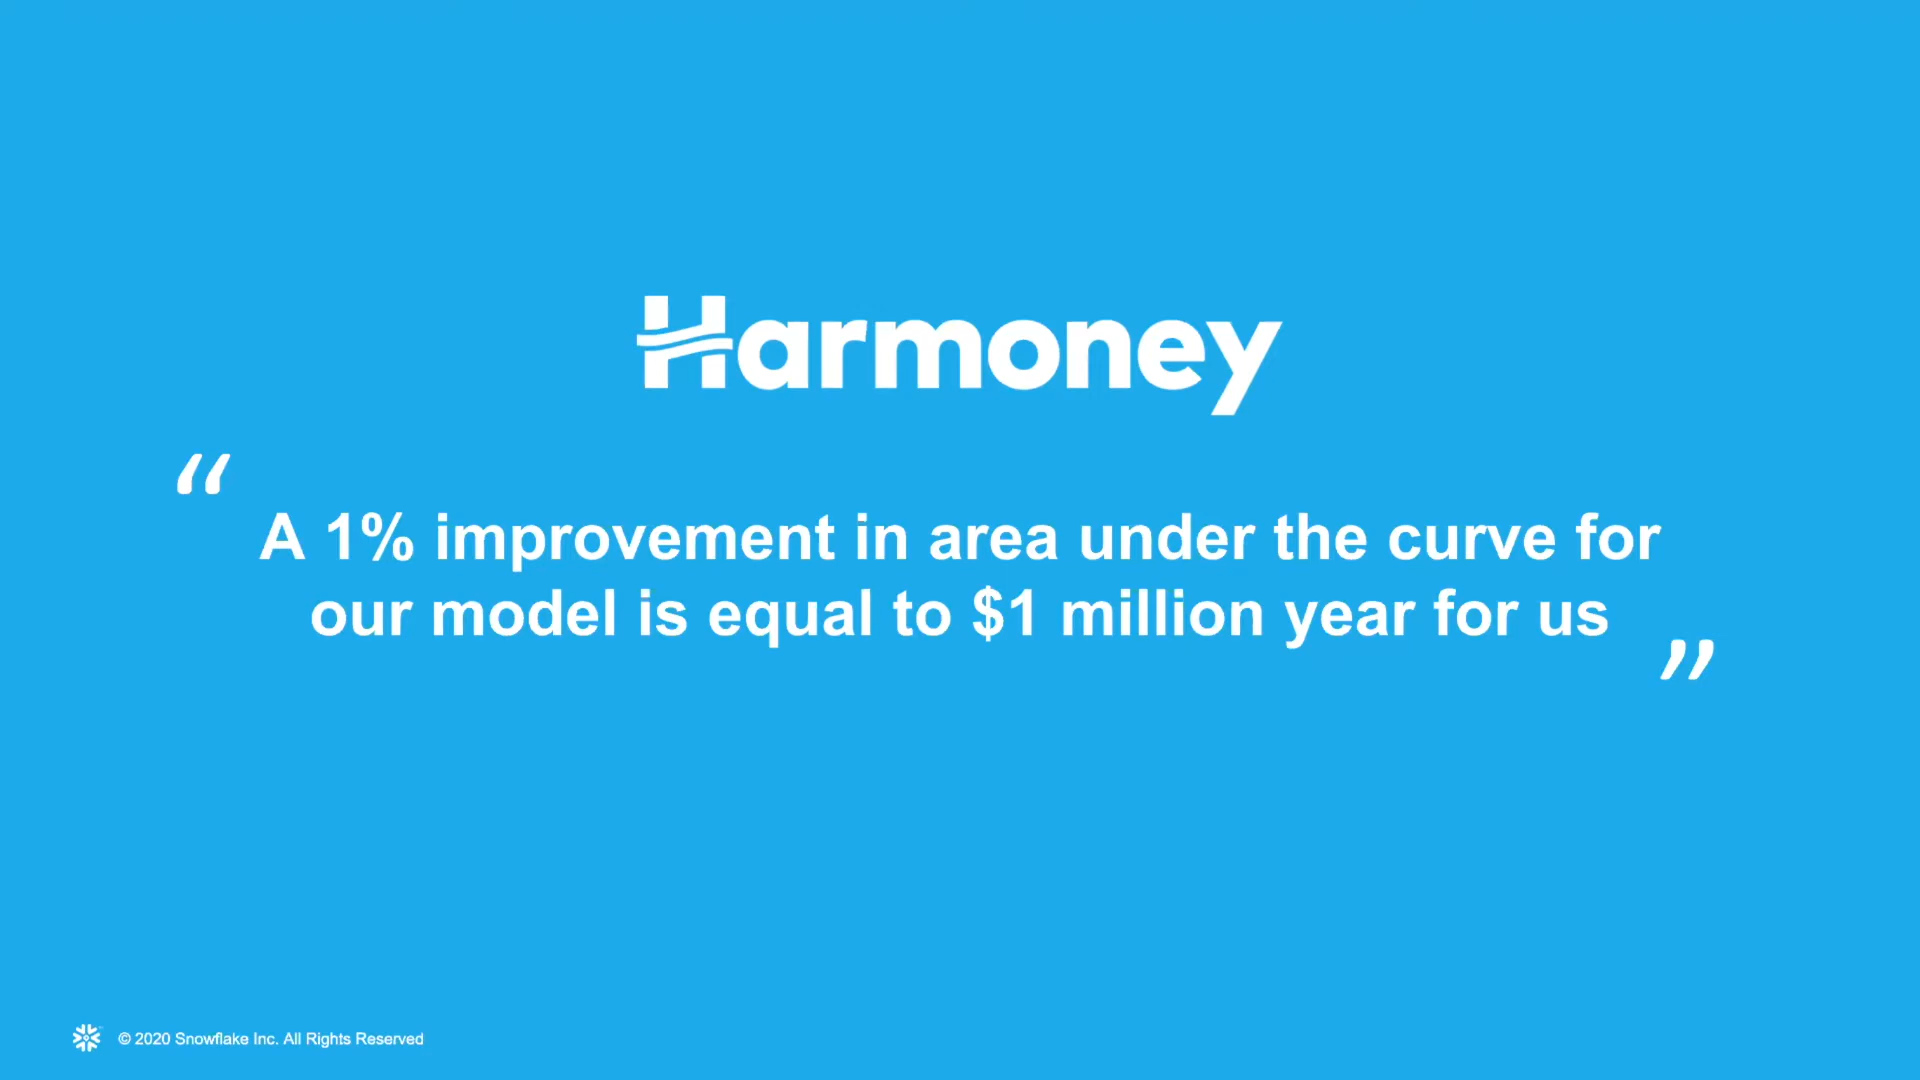 Harmoney
“
A 1% improvement in area under the curve for
our model is equal to $1 million year for us
”
© 2020 Snowflake Inc. All Rights Reserved